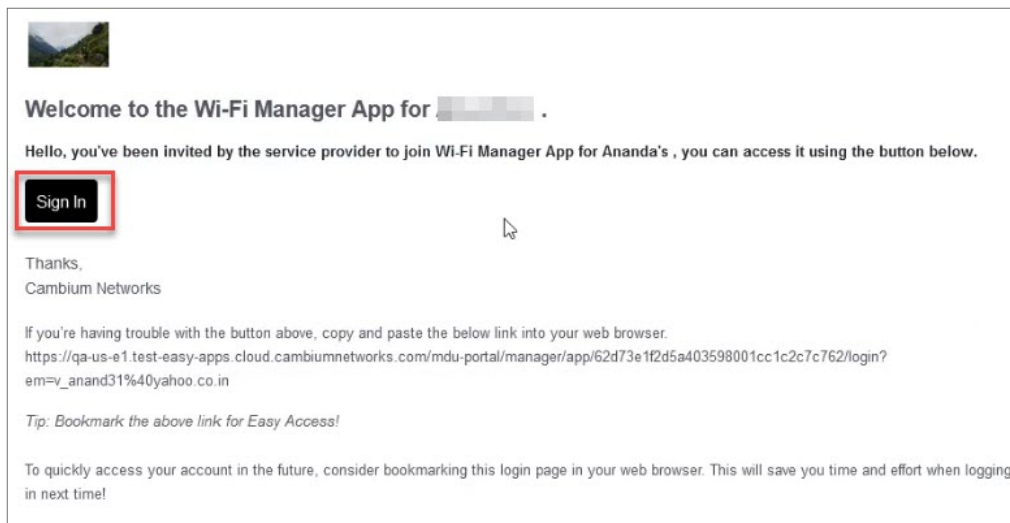 Welcome to the Wi-Fi Manager App for .
Hello, you've been invited by the service provider to join Wi-Fi Manager App for Ananda's , you can access it using the button below.
Sign In
Thanks,
Cambium Networks
If you're having trouble with the button above, copy and paste the below link into your web browser.
https://qa-us-e1.test-easy-apps.cloud.cambiumnetworks.com/mdu-portal/manager/app/62d73e1f2d5a403598001cc1c2c7c762/login?
em=v_anand31%40yahoo.co.in
Tip: Bookmark the above link for Easy Access!
To quickly access your account in the future, consider bookmarking this login page in your web browser. This will save you time and effort when logging
in next time!